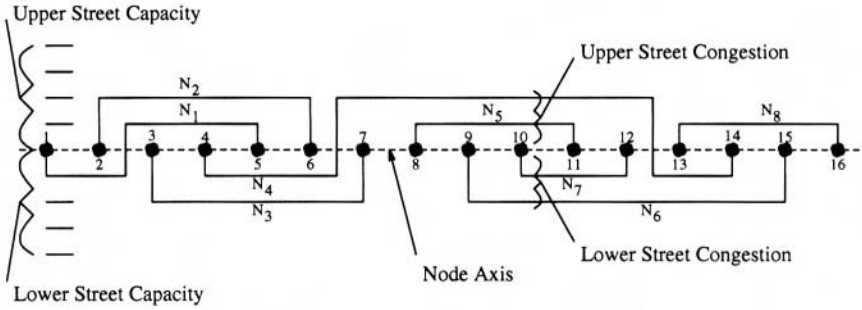 Upper Street Capacity
Upper Street Congestion
N2
N1
N5
N8
1 3 4 7 9 10 12 14 15
2 5 6 8 11 13 16
N4
N7
N3
N6
Node Axis
Lower Street Congestion
Lower Street Capacity